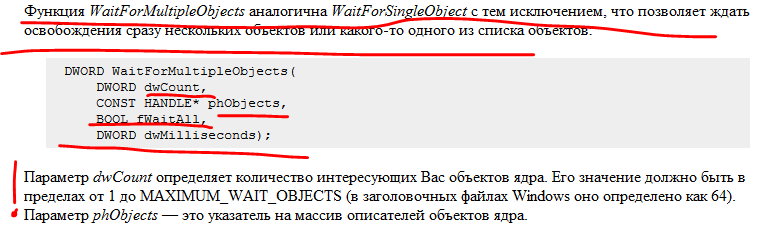 Функция WaitForMultipleObjects аналогична WaitForSingleObject с тем исключением, что позволяет ждать
освобождения сразу нескольких объектов или какого-то одного из списка объектов:
DWORD WaitForMultipleObjects(
DWORD dwCount,
CONST HANDLE* phObjects,
BOOL fWaitAll,
DWORD dwMilliseconds);
Параметр dwCount определяет количество интересующих Вас объектов ядра. Его значение должно быть в
пределах от 1 до MAXIMUM_WAIT_OBJECTS (в заголовочных файлах Windows оно определено как 64).
Параметр phObjects — это указатель на массив описателей объектов ядра.